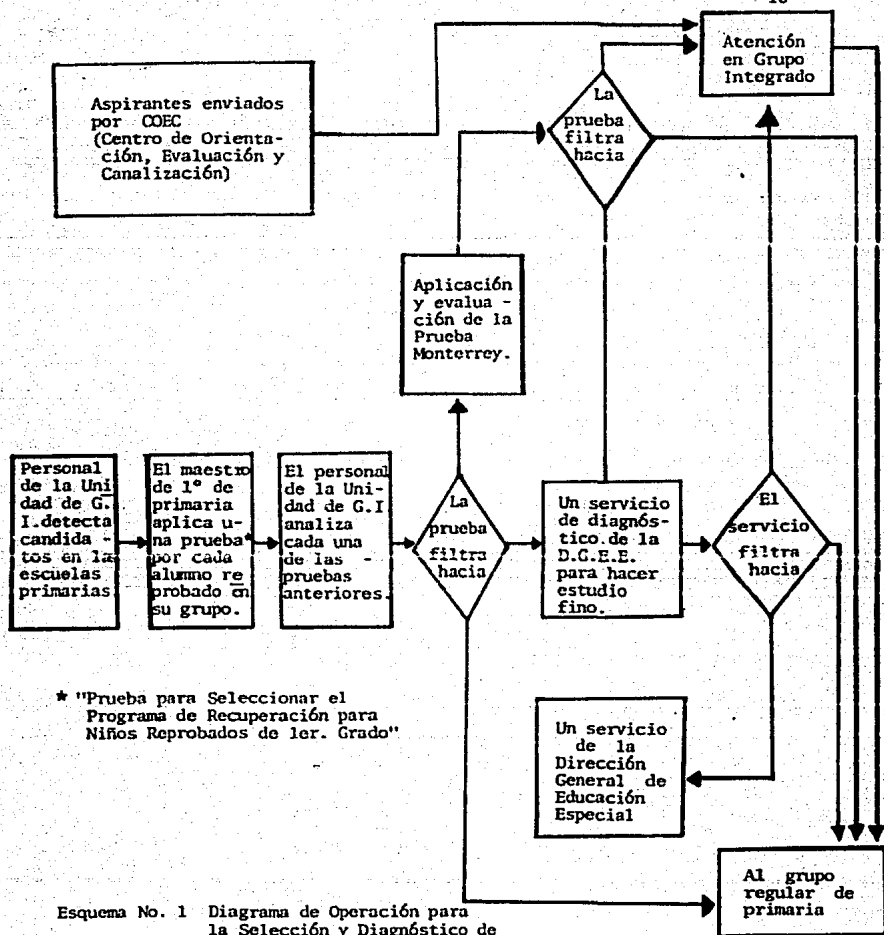 Atención
en Grupo
Integrado
Aspirantes enviados
por COEC
(Centro de Orienta-
ción, Evaluación y
Canalización)
La
prueba
filtra
hacia
Aplicación
y evalua -
ción de la
Prueba
Monterrey.
Personal
de la Uni
dad de G.
I.detecta
candida -
tos en las
escuelas
primarias
El maestro
de 1º de
primaria
aplica u-
na prueba*
por cada
alumno re
probado en
su grupo.
El personal
de la Uni-
dad de G.I
analiza
cada una
de las -
pruebas
anteriores.
La
prueba
filtra
hacia
Un servicio
de diagnós-
tico de la
D.G.E.E.
para hacer
estudio
fino.
El
servicio
filtra
hacia
* "Prueba para Seleccionar el
Programa de Recuperación para
Niños Reprobados de 1er. Grado"
Un servicio
de la
Dirección
General de
Educación
Especial
Al grupo
regular de
primaria
Esquema No. 1 Diagrama de Operación para
la Selección y Diagnóstico de